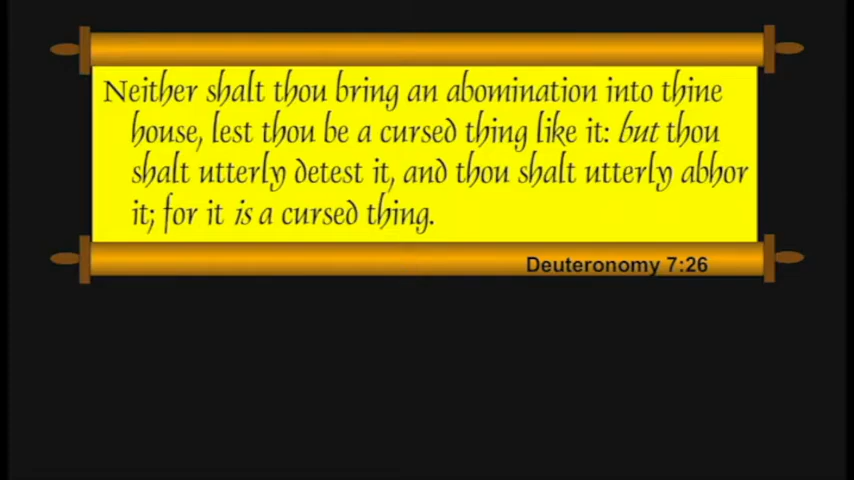 Neither shalt thou bring an abomination into thine
house, lest thou be a cursed thing like it: but thou
shalt utterly detest it, and thou shalt utterly abhor
it; for it is a cursed thing.
Deuteronomy 7:26